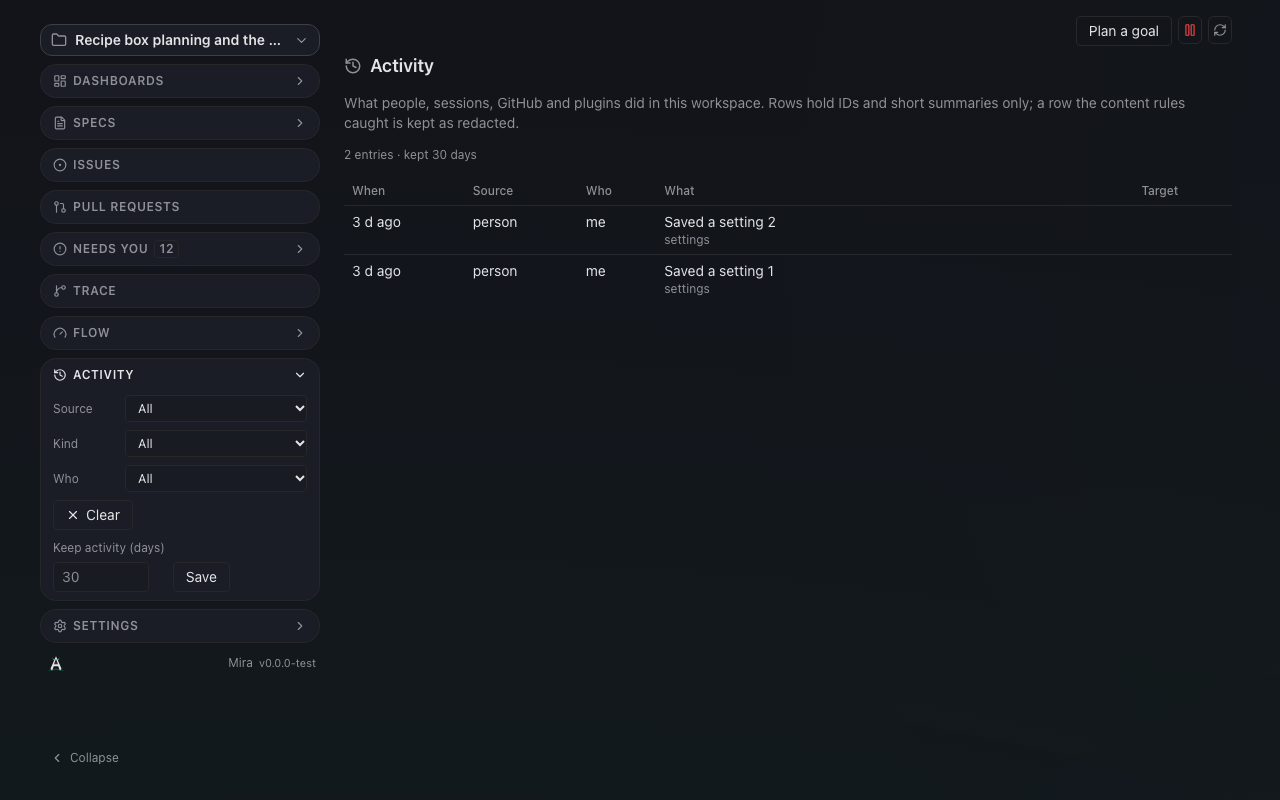 Recipe box planning and the ...
DASHBOARDS
SPECS
ISSUES
PULL REQUESTS
NEEDS YOU 12
TRACE
FLOW
ACTIVITY
Source All
Kind All
Who All
Clear
Keep activity (days)
30 Save
SETTINGS
A Mira v0.0.0-test
Collapse
Plan a goal
Activity
What people, sessions, GitHub and plugins did in this workspace. Rows hold IDs and short summaries only; a row the content rules
caught is kept as redacted.
2 entries · kept 30 days
When Source Who What Target
3 d ago person me Saved a setting 2
settings
3 d ago person me Saved a setting 1
settings